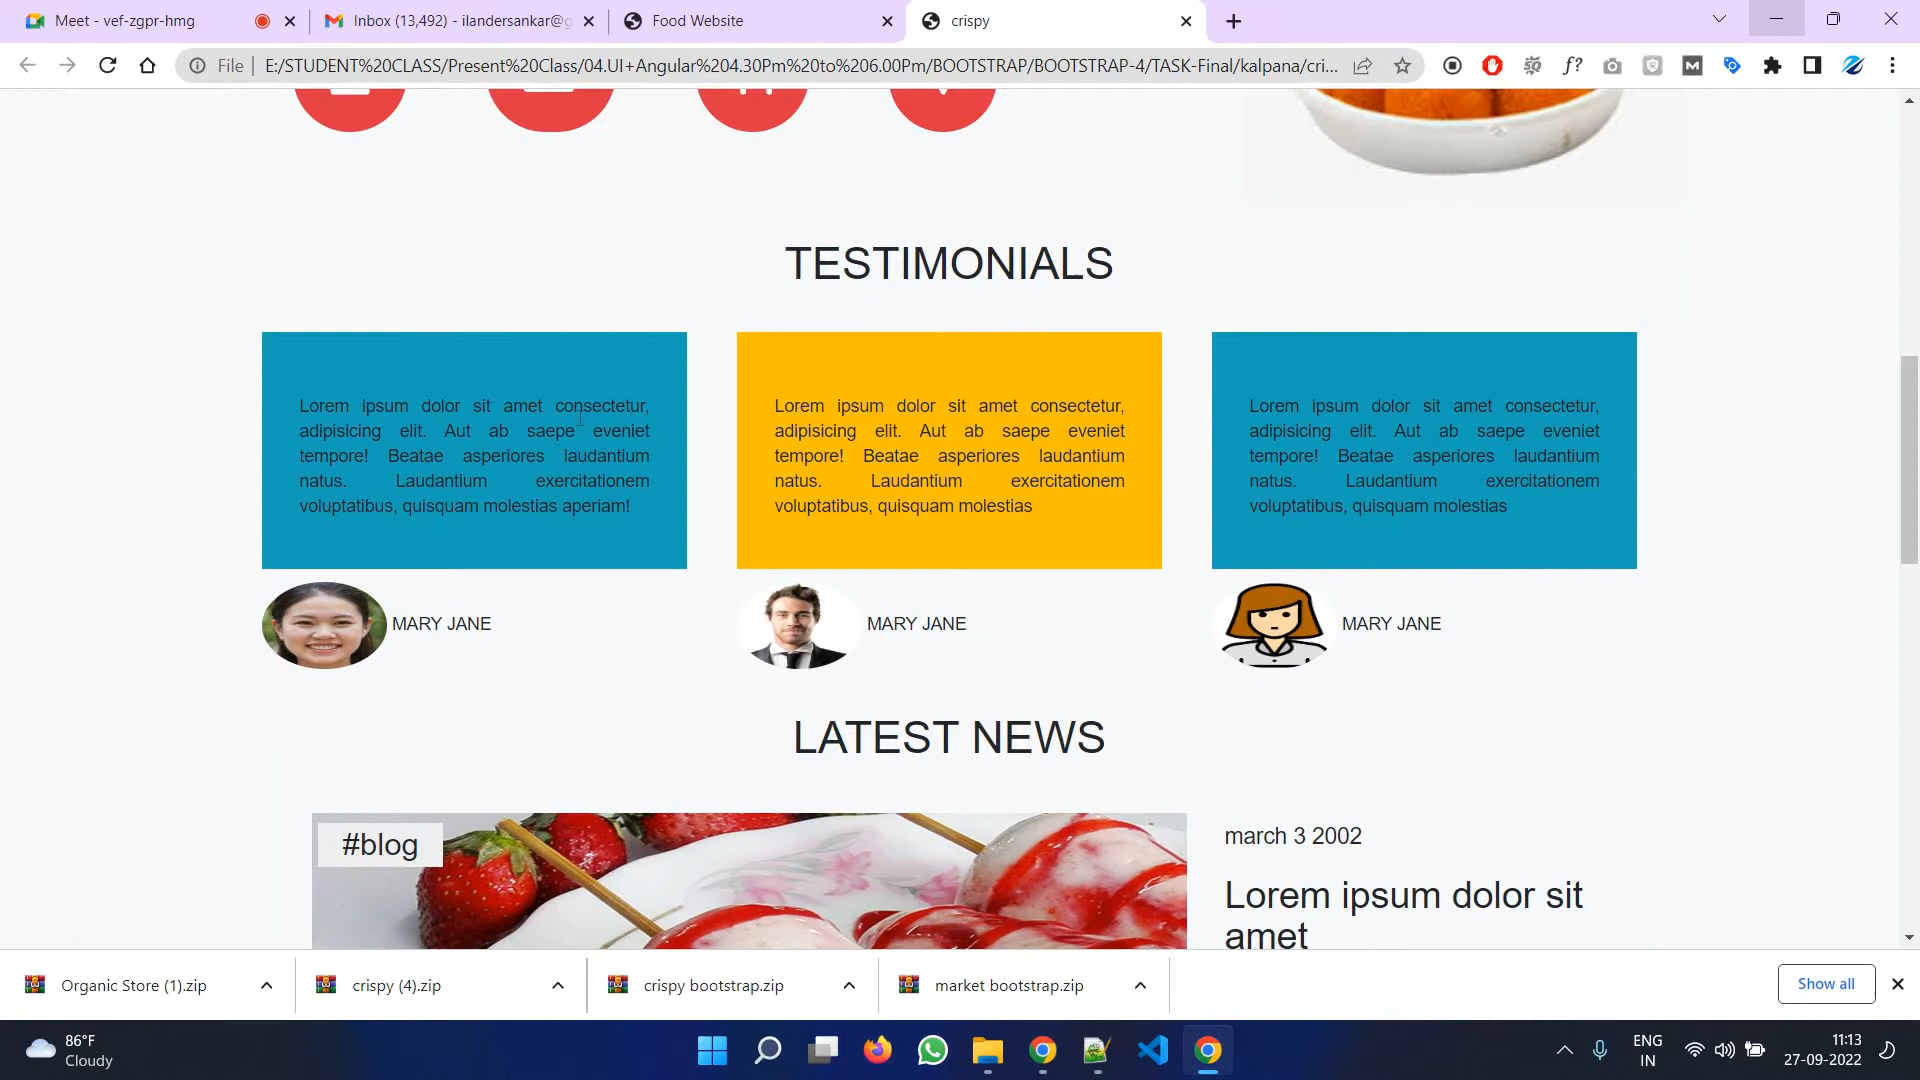 Meet - vef-zgpr-hmg
Inbox (13,492) - ilandersankar@g
Food Website
crispy
File
E:/STUDENT%20CLASS/Present%20Class/04.UI+Angular%204.30Pm%20to%206.00Pm/BOOTSTRAP/BOOTSTRAP-4/TASK-Final/kalpana/cri...
TESTIMONIALS
Lorem ipsum dolor sit amet consectetur,
adipisicing elit. Aut ab saepe eveniet
tempore! Beatae asperiores laudantium
natus. Laudantium exercitationem
voluptatibus, quisquam molestias aperiam!
MARY JANE
Lorem ipsum dolor sit amet consectetur,
adipisicing elit. Aut ab saepe eveniet
tempore! Beatae asperiores laudantium
natus. Laudantium exercitationem
voluptatibus, quisquam molestias
MARY JANE
Lorem ipsum dolor sit amet consectetur,
adipisicing elit. Aut ab saepe eveniet
tempore! Beatae asperiores laudantium
natus. Laudantium exercitationem
voluptatibus, quisquam molestias
MARY JANE
LATEST NEWS
#blog
march 3 2002
Lorem ipsum dolor sit
amet
Organic Store (1).zip
crispy (4).zip
crispy bootstrap.zip
market bootstrap.zip
Show all
86°F
Cloudy
ENG
IN
11:13
27-09-2022